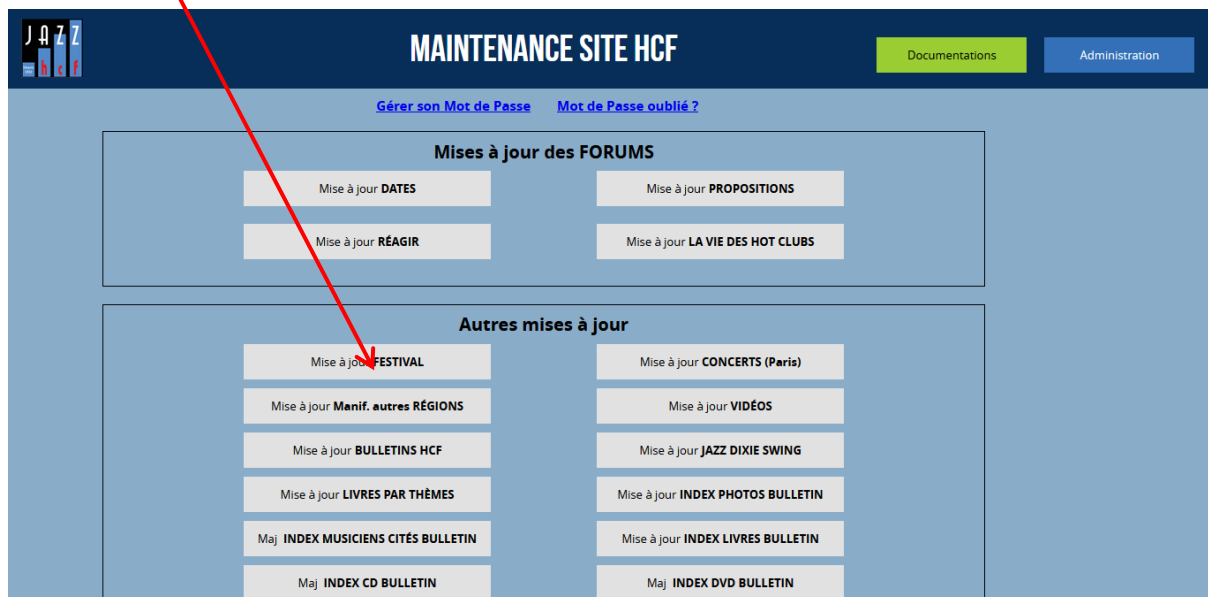 JAZZ
hcf
MAINTENANCE SITE HCF
Documentations
Administration
Gérer son Mot de Passe
Mot de Passe oublié ?
Mises à jour des FORUMS
Mise à jour DATES
Mise à jour PROPOSITIONS
Mise à jour RÉAGIR
Mise à jour LA VIE DES HOT CLUBS
Autres mises à jour
Mise à jour FESTIVAL
Mise à jour CONCERTS (Paris)
Mise à jour Manif. autres RÉGIONS
Mise à jour VIDÉOS
Mise à jour BULLETINS HCF
Mise à jour JAZZ DIXIE SWING
Mise à jour LIVRES PAR THÈMES
Mise à jour INDEX PHOTOS BULLETIN
Maj INDEX MUSICIENS CITÉS BULLETIN
Mise à jour INDEX LIVRES BULLETIN
Maj INDEX CD BULLETIN
Maj INDEX DVD BULLETIN